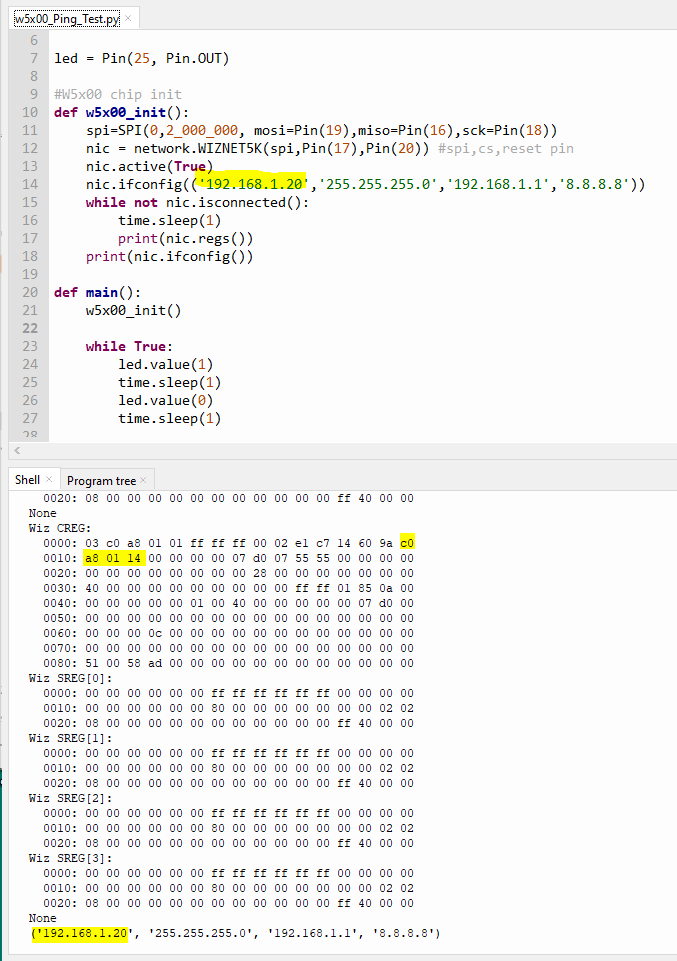 w5x00_Ping_Test.py ×
6
7 led = Pin(25, Pin.OUT)
8
9 #W5x00 chip init
10 def w5x00_init():
11     spi=SPI(0,2_000_000, mosi=Pin(19),miso=Pin(16),sck=Pin(18))
12     nic = network.WIZNET5K(spi,Pin(17),Pin(20)) #spi,cs,reset pin
13     nic.active(True)
14     nic.ifconfig(('192.168.1.20','255.255.255.0','192.168.1.1','8.8.8.8'))
15     while not nic.isconnected():
16         time.sleep(1)
17         print(nic.regs())
18     print(nic.ifconfig())
19
20 def main():
21     w5x00_init()
22
23     while True:
24         led.value(1)
25         time.sleep(1)
26         led.value(0)
27         time.sleep(1)
28
Shell × Program tree ×
0020: 08 00 00 00 00 00 00 00 00 00 00 00 ff 40 00 00
None
Wiz CREG:
0000: 03 c0 a8 01 01 ff ff ff 00 02 e1 c7 14 60 9a c0
0010: a8 01 14 00 00 00 00 07 d0 07 55 55 00 00 00 00
0020: 00 00 00 00 00 00 00 00 28 00 00 00 00 00 00 00
0030: 40 00 00 00 00 00 00 00 00 00 ff ff 01 85 0a 00
0040: 00 00 00 00 00 01 00 40 00 00 00 00 00 07 d0 00
0050: 00 00 00 00 00 00 00 00 00 00 00 00 00 00 00 00
0060: 00 00 00 0c 00 00 00 00 00 00 00 00 00 00 00 00
0070: 00 00 00 00 00 00 00 00 00 00 00 00 00 00 00 00
0080: 51 00 58 ad 00 00 00 00 00 00 00 00 00 00 00 00
Wiz SREG[0]:
0000: 00 00 00 00 00 00 ff ff ff ff ff ff 00 00 00 00
0010: 00 00 00 00 00 00 80 00 00 00 00 00 00 00 02 02
0020: 08 00 00 00 00 00 00 00 00 00 00 00 ff 40 00 00
Wiz SREG[1]:
0000: 00 00 00 00 00 00 ff ff ff ff ff ff 00 00 00 00
0010: 00 00 00 00 00 00 80 00 00 00 00 00 00 00 02 02
0020: 08 00 00 00 00 00 00 00 00 00 00 00 ff 40 00 00
Wiz SREG[2]:
0000: 00 00 00 00 00 00 ff ff ff ff ff ff 00 00 00 00
0010: 00 00 00 00 00 00 80 00 00 00 00 00 00 00 02 02
0020: 08 00 00 00 00 00 00 00 00 00 00 00 ff 40 00 00
Wiz SREG[3]:
0000: 00 00 00 00 00 00 ff ff ff ff ff ff 00 00 00 00
0010: 00 00 00 00 00 00 80 00 00 00 00 00 00 00 02 02
0020: 08 00 00 00 00 00 00 00 00 00 00 00 ff 40 00 00
None
('192.168.1.20', '255.255.255.0', '192.168.1.1', '8.8.8.8')